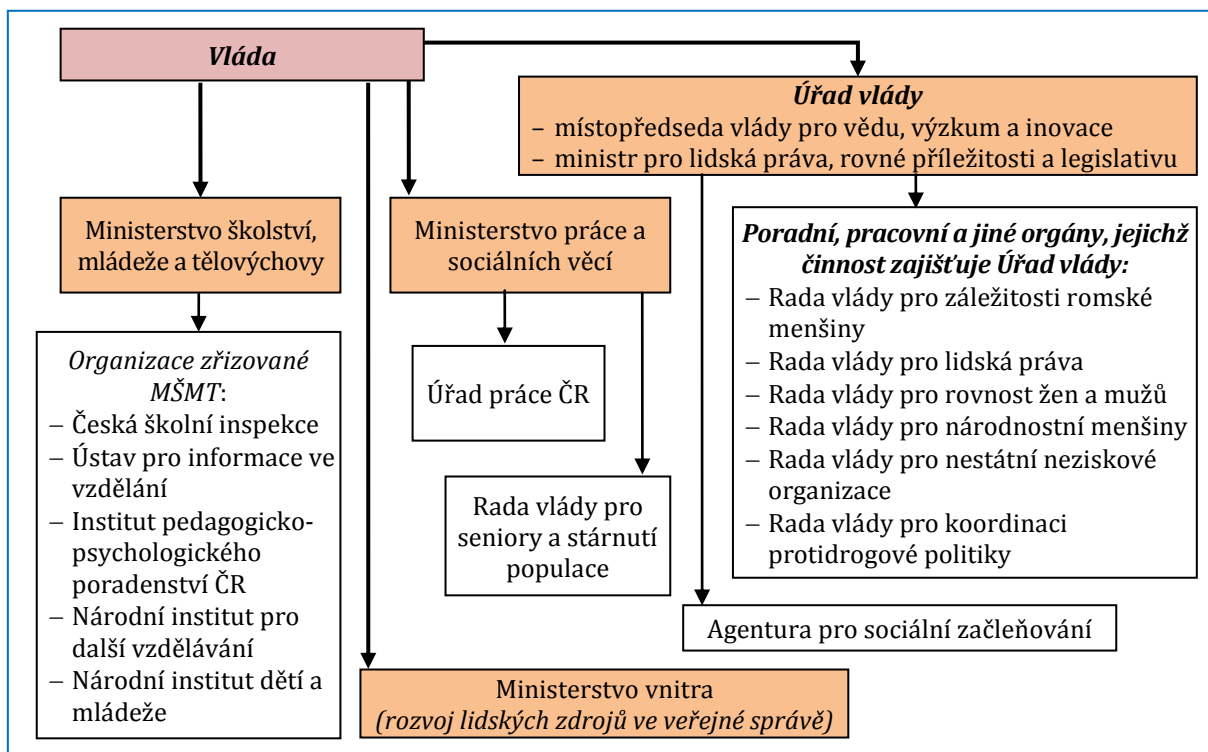 Vláda
Úřad vlády
– místopředseda vlády pro vědu, výzkum a inovace
– ministr pro lidská práva, rovné příležitosti a legislativu
Ministerstvo školství,
mládeže a tělovýchovy
Ministerstvo práce a
sociálních věcí
Poradní, pracovní a jiné orgány, jejichž
činnost zajišťuje Úřad vlády:
– Rada vlády pro záležitosti romské
menšiny
– Rada vlády pro lidská práva
– Rada vlády pro rovnost žen a mužů
– Rada vlády pro národnostní menšiny
– Rada vlády pro nestátní neziskové
organizace
– Rada vlády pro koordinaci
protidrogové politiky
Organizace zřizované
MŠMT:
– Česká školní inspekce
– Ústav pro informace ve
vzdělání
– Institut pedagogicko-
psychologického
poradenství ČR
– Národní institut pro
další vzdělávání
– Národní institut dětí a
mládeže
Úřad práce ČR
Rada vlády pro
seniory a stárnutí
populace
Agentura pro sociální začleňování
Ministerstvo vnitra
(rozvoj lidských zdrojů ve veřejné správě)